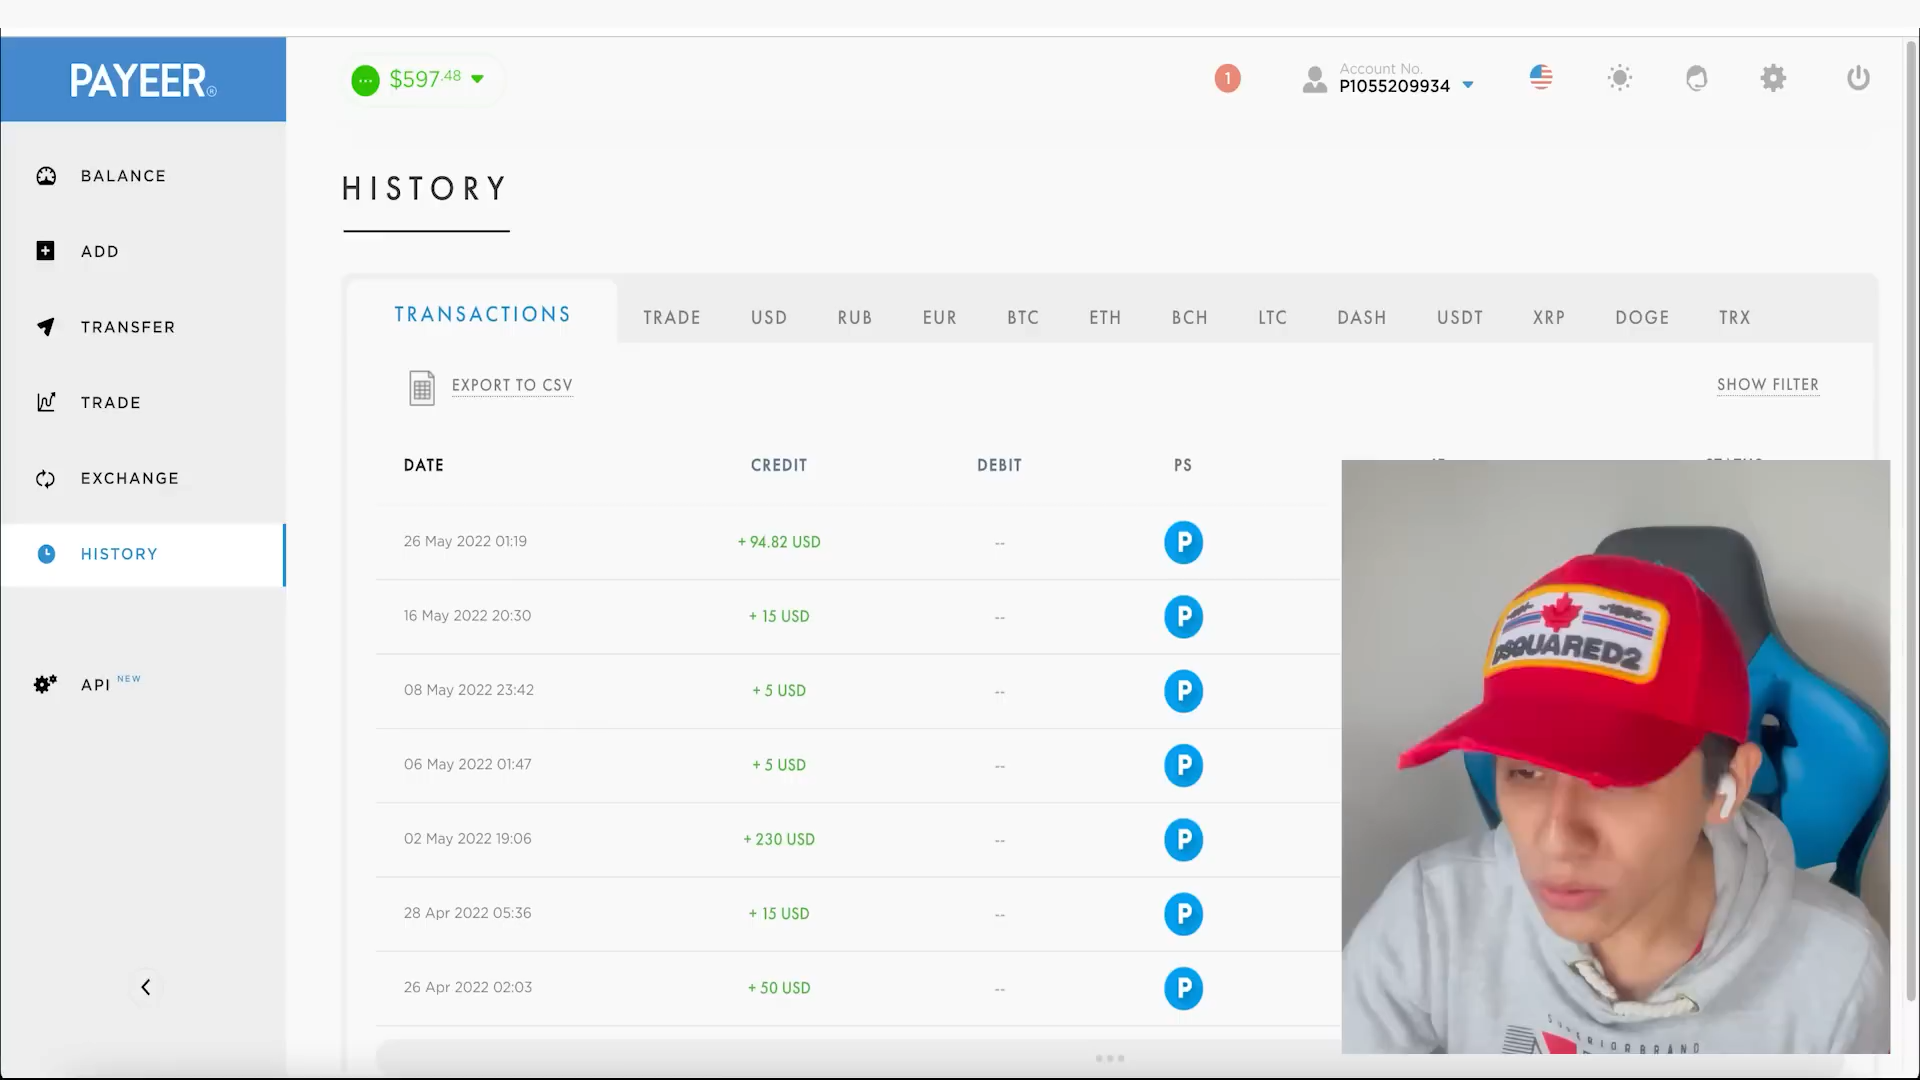 PAYEER®
$597.48
1
Account No.
P1055209934
BALANCE
ADD
TRANSFER
TRADE
EXCHANGE
HISTORY
API NEW
HISTORY
TRANSACTIONS TRADE USD RUB EUR BTC ETH BCH LTC DASH USDT XRP DOGE TRX
EXPORT TO CSV SHOW FILTER
DATE CREDIT DEBIT PS
26 May 2022 01:19 + 94.82 USD -- P
16 May 2022 20:30 + 15 USD -- P
08 May 2022 23:42 + 5 USD -- P
06 May 2022 01:47 + 5 USD -- P
02 May 2022 19:06 + 230 USD -- P
28 Apr 2022 05:36 + 15 USD -- P
26 Apr 2022 02:03 + 50 USD -- P
DSQUARED2